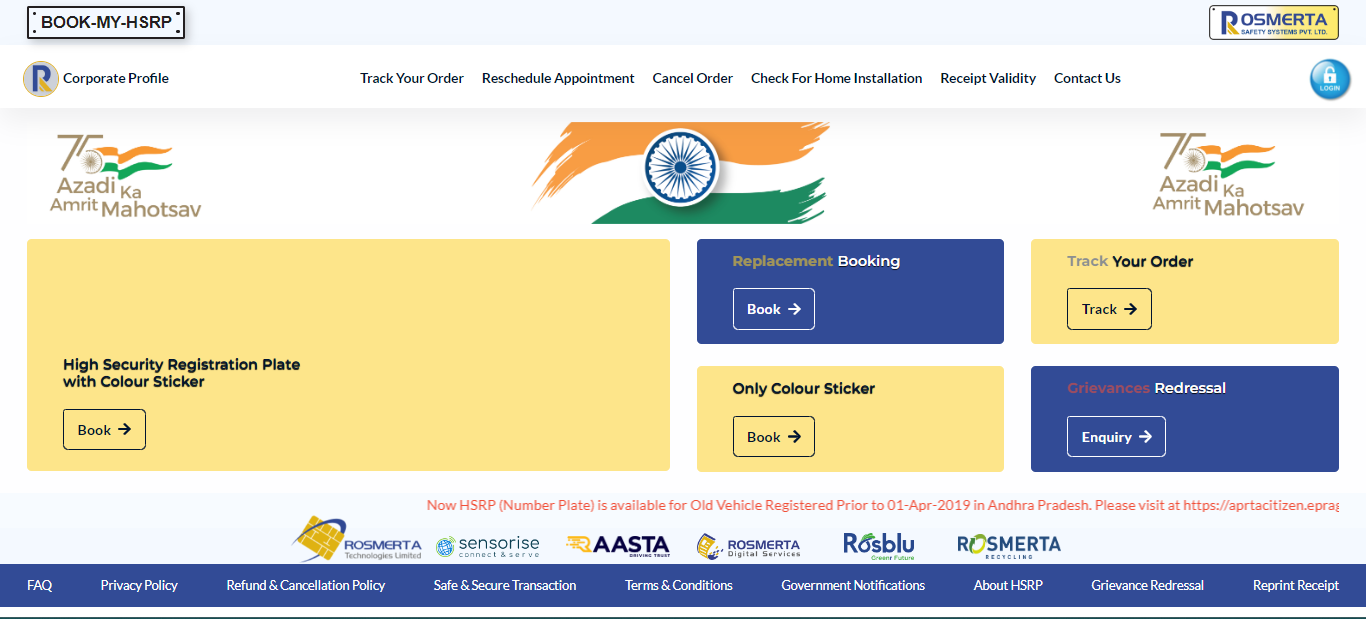 BOOK-MY-HSRP
ROSMERTA
SAFETY SYSTEMS PVT. LTD.
Corporate Profile
Track Your Order
Reschedule Appointment
Cancel Order
Check For Home Installation
Receipt Validity
Contact Us
LOGIN
75
Azadi Ka
Amrit Mahotsav
75
Azadi Ka
Amrit Mahotsav
High Security Registration Plate
with Colour Sticker
Book
Replacement Booking
Book
Track Your Order
Track
Only Colour Sticker
Book
Grievances Redressal
Enquiry
Now HSRP (Number Plate) is available for Old Vehicle Registered Prior to 01-Apr-2019 in Andhra Pradesh. Please visit at https://aprtacitizen.eprag
ROSMERTA
Technologies Limited
sensorise
connect & serve
AASTA
DRIVING TRUST
ROSMERTA
Digital Services
Rosblu
Greenr Future
ROSMERTA
RECYCLING
FAQ
Privacy Policy
Refund & Cancellation Policy
Safe & Secure Transaction
Terms & Conditions
Government Notifications
About HSRP
Grievance Redressal
Reprint Receipt